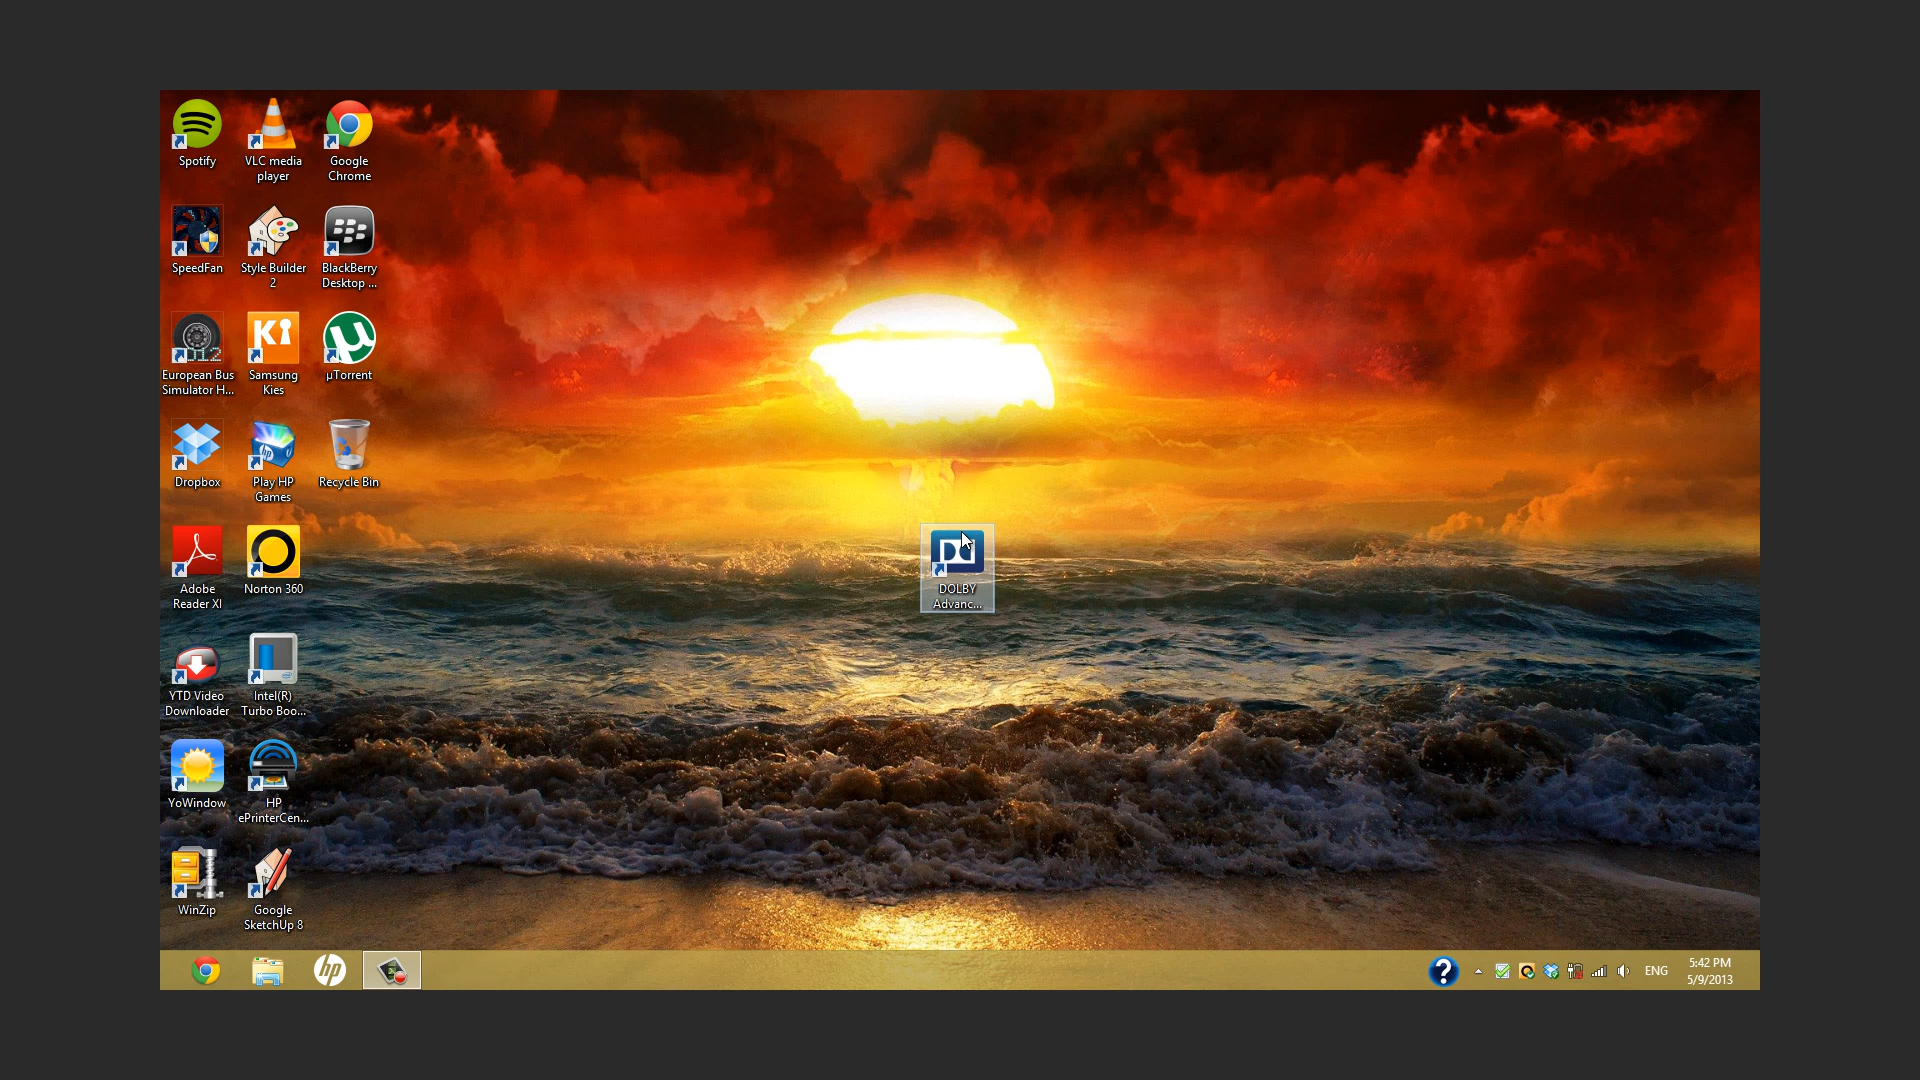 Spotify
VLC media
player
Google
Chrome
SpeedFan
Style Builder
2
BlackBerry
Desktop ...
European Bus
Simulator H...
Samsung
Kies
µTorrent
Dropbox
Play HP
Games
Recycle Bin
Adobe
Reader XI
Norton 360
DOLBY
Advanc...
YTD Video
Downloader
Intel(R)
Turbo Boo...
YoWindow
HP
ePrinterCen...
WinZip
Google
SketchUp 8
ENG
5:42 PM
5/9/2013